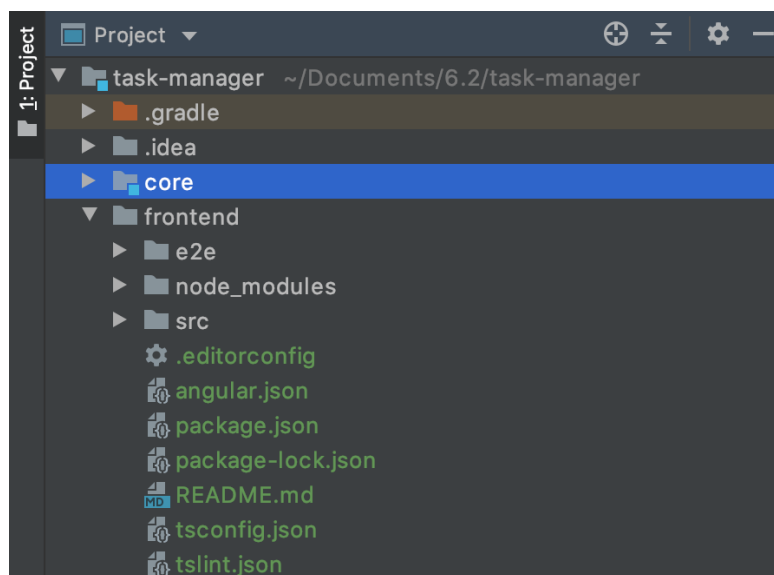 1: Project
Project
task-manager ~/Documents/6.2/task-manager
.gradle
.idea
core
frontend
e2e
node_modules
src
.editorconfig
angular.json
package.json
package-lock.json
MD README.md
tsconfig.json
tslint.json